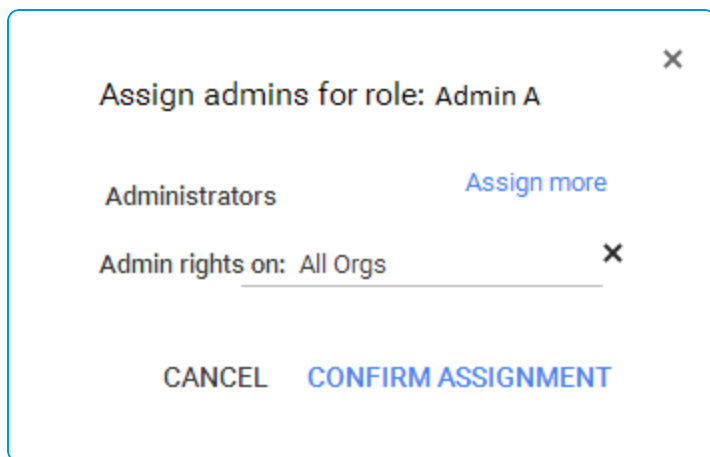 Assign admins for role: Admin A
Administrators
Assign more
Admin rights on: All Orgs
CANCEL
CONFIRM ASSIGNMENT